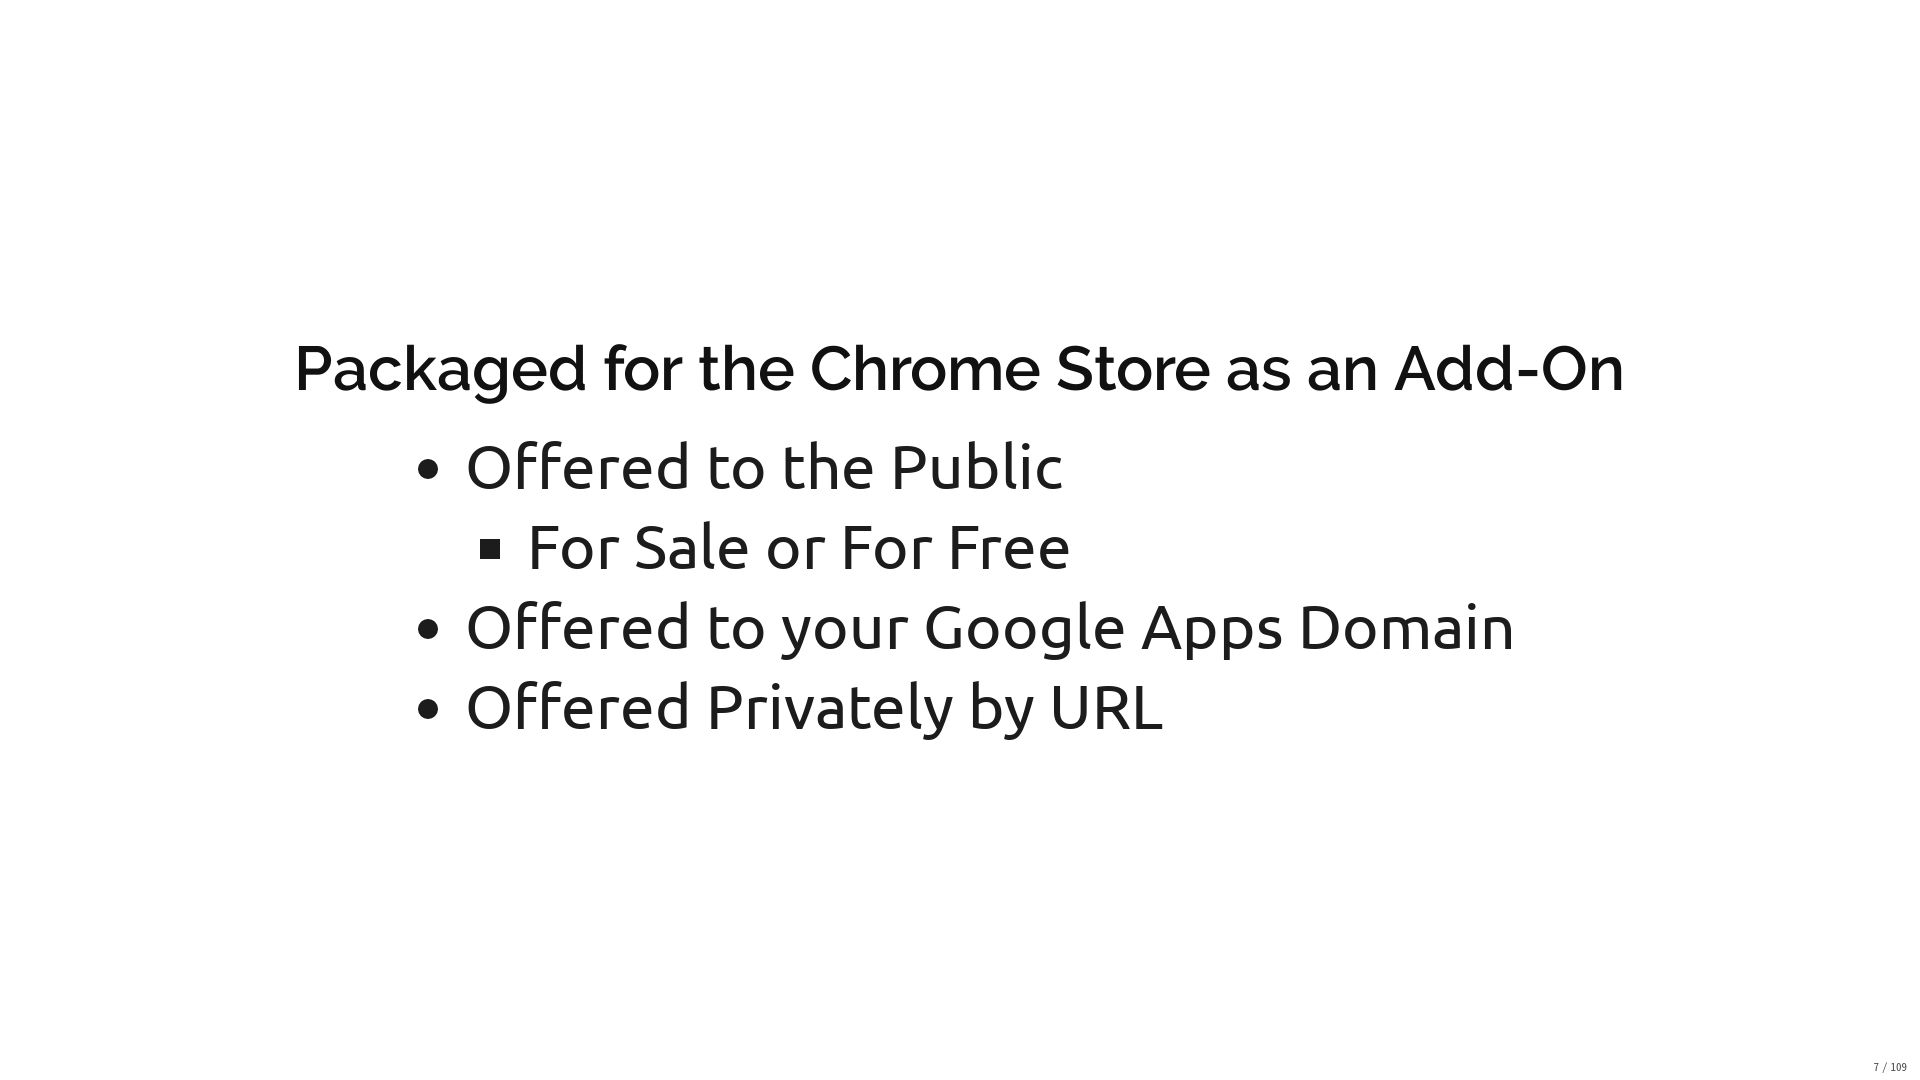 Packaged for the Chrome Store as an Add-On
• Offered to the Public
▪ For Sale or For Free
• Offered to your Google Apps Domain
• Offered Privately by URL
7 / 109